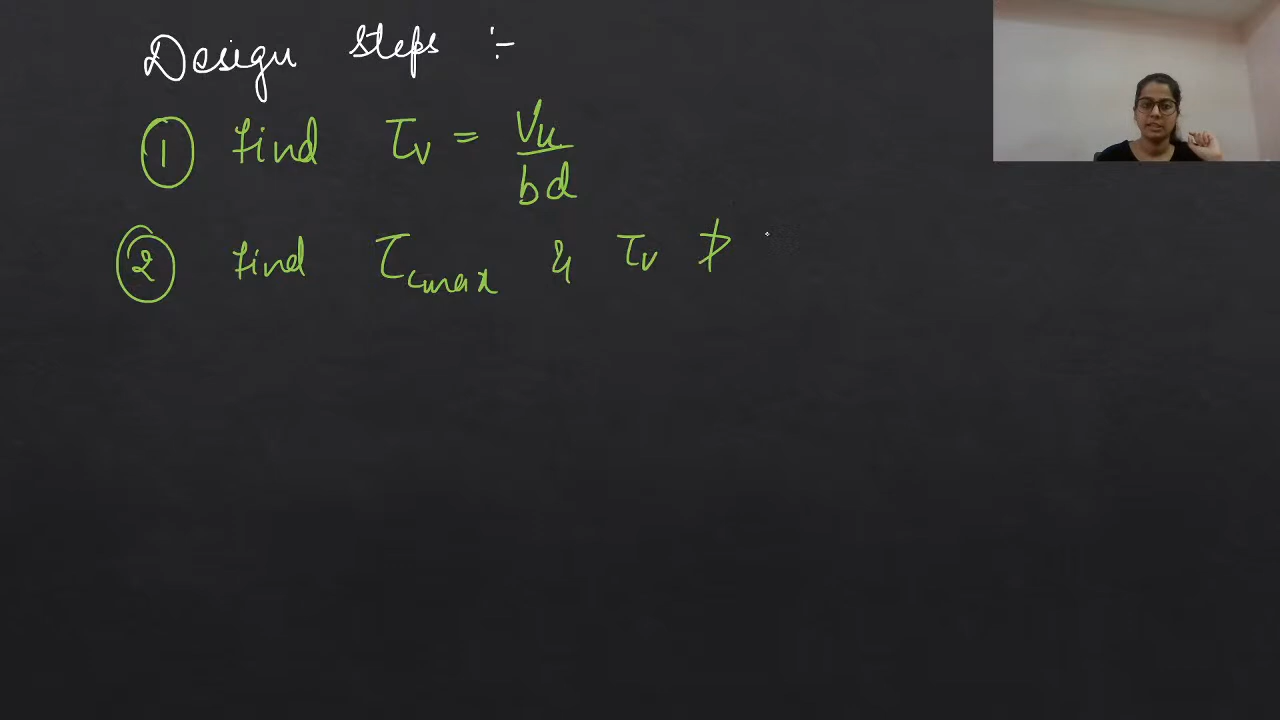 Design steps :-
① find τv = Vu/bd
② find τcmax & τv ≯